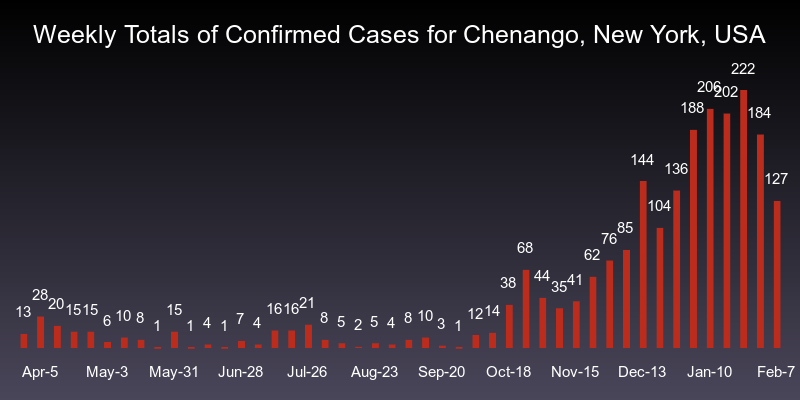 Weekly Totals of Confirmed Cases for Chenango, New York, USA
13 28 20 15 15 6 10 8 1 15 1 4 1 7 4 16 16 21 8 5 2 5 4 8 10 3 1 12 14 38 68 44 35 41 62 76 85 144 104 136 188 206 202 222 184 127
Apr-5 May-3 May-31 Jun-28 Jul-26 Aug-23 Sep-20 Oct-18 Nov-15 Dec-13 Jan-10 Feb-7